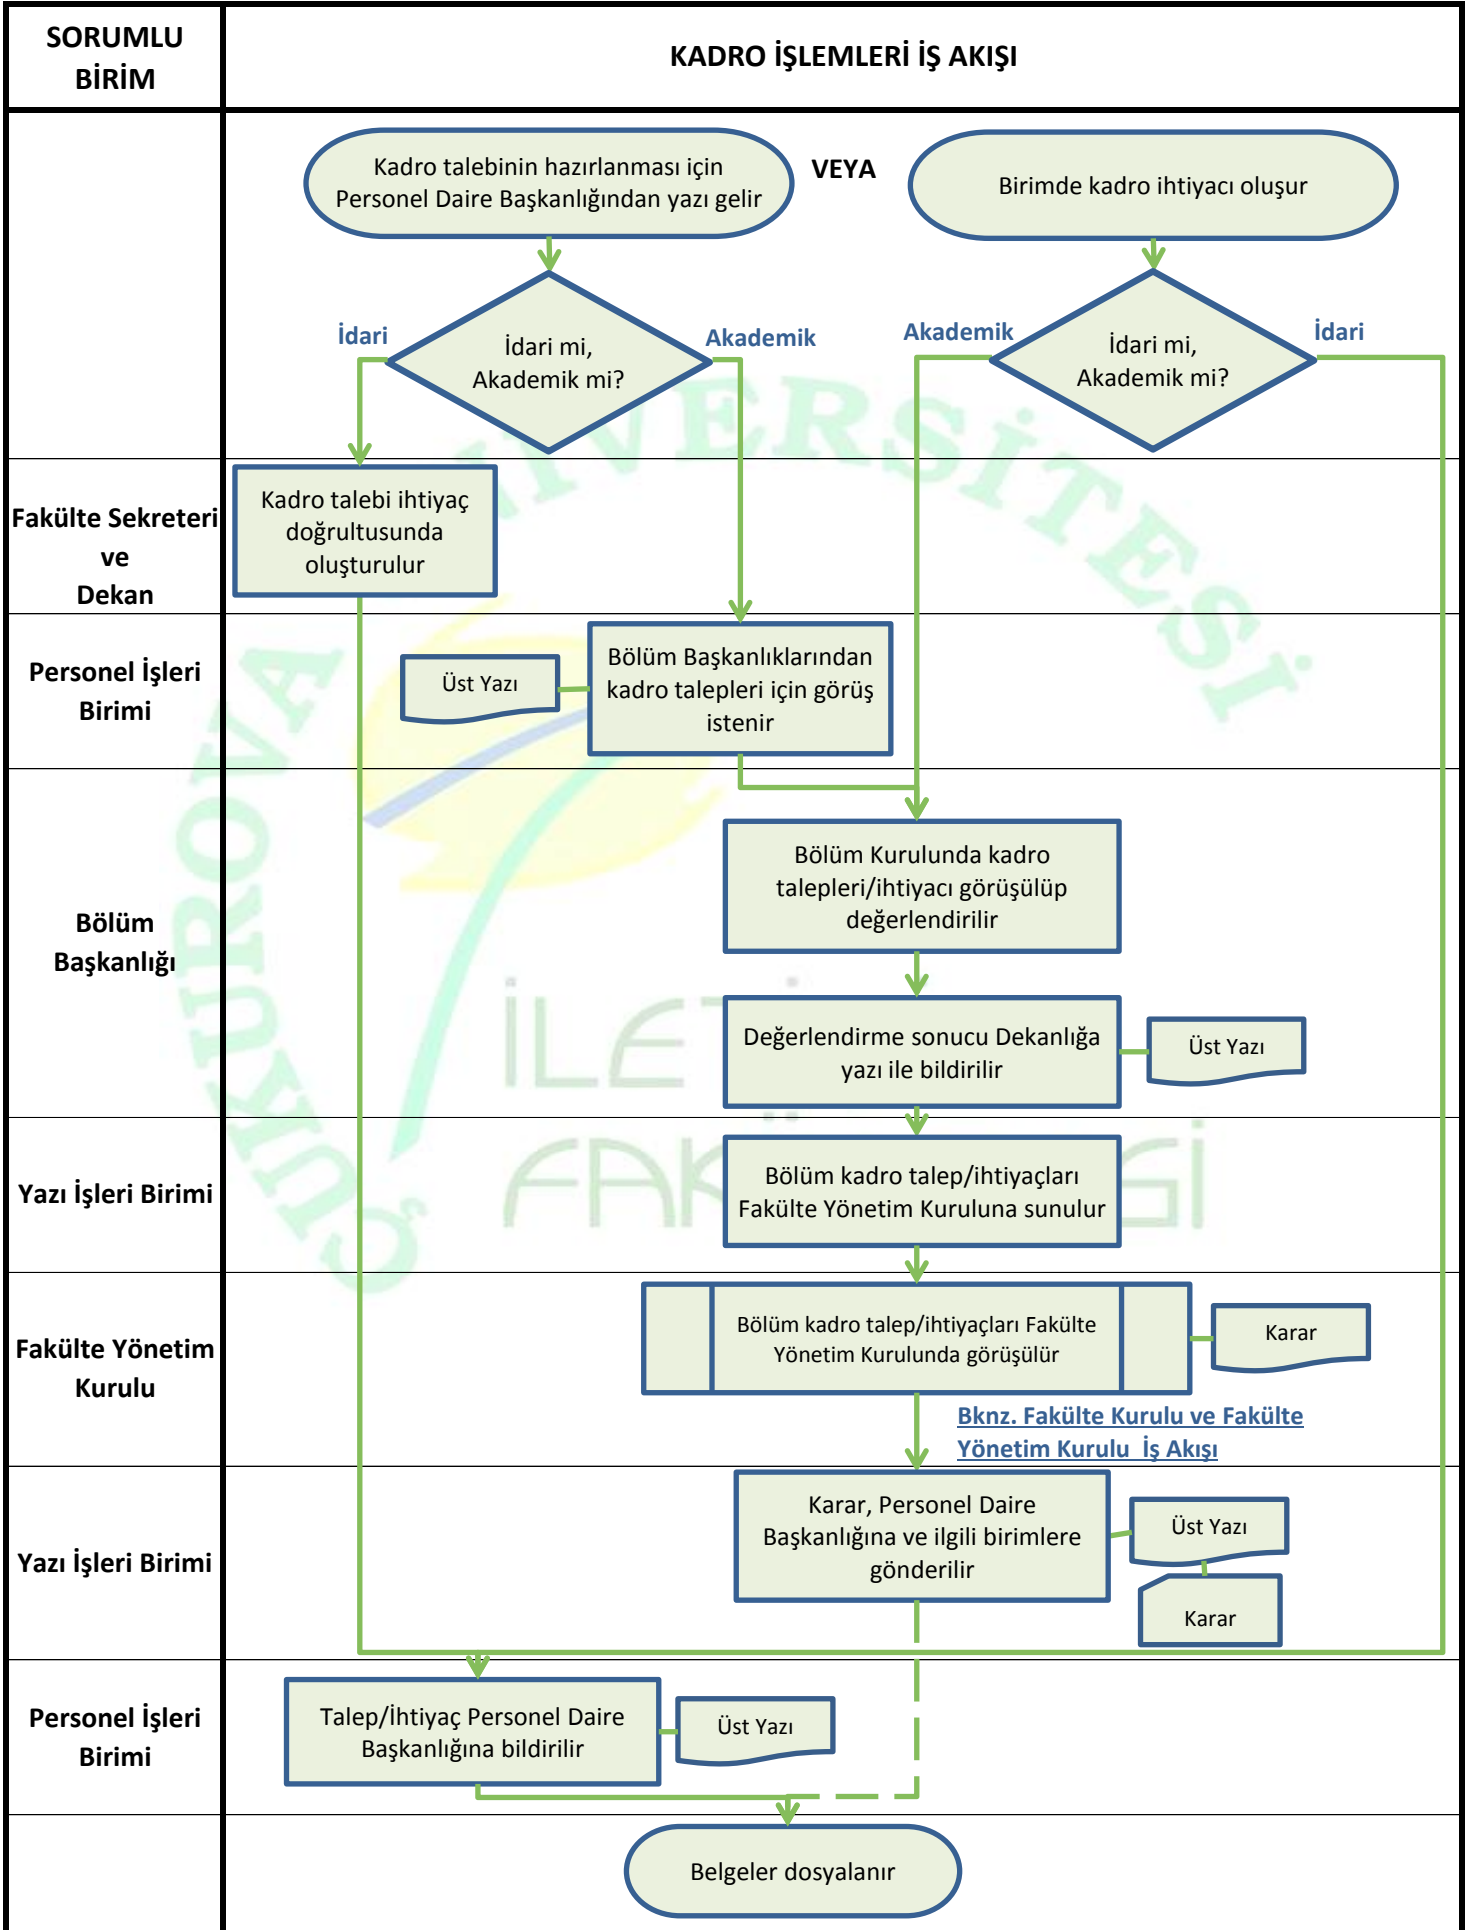 SORUMLU
BİRİM
KADRO İŞLEMLERİ İŞ AKIŞI
Kadro talebinin hazırlanması için
Personel Daire Başkanlığından yazı gelir
VEYA
Birimde kadro ihtiyacı oluşur
İdari
İdari mi,
Akademik mi?
Akademik
Akademik
İdari mi,
Akademik mi?
İdari
Fakülte Sekreteri
ve
Dekan
Kadro talebi ihtiyaç
doğrultusunda
oluşturulur
Personel İşleri
Birimi
Üst Yazı
Bölüm Başkanlıklarından
kadro talepleri için görüş
istenir
Bölüm
Başkanlığı
Bölüm Kurulunda kadro
talepleri/ihtiyacı görüşülüp
değerlendirilir
Değerlendirme sonucu Dekanlığa
yazı ile bildirilir
Üst Yazı
Yazı İşleri Birimi
Bölüm kadro talep/ihtiyaçları
Fakülte Yönetim Kuruluna sunulur
Fakülte Yönetim
Kurulu
Bölüm kadro talep/ihtiyaçları Fakülte
Yönetim Kurulunda görüşülür
Karar
Bknz. Fakülte Kurulu ve Fakülte
Yönetim Kurulu  İş Akışı
Yazı İşleri Birimi
Karar, Personel Daire
Başkanlığına ve ilgili birimlere
gönderilir
Üst Yazı
Karar
Personel İşleri
Birimi
Talep/İhtiyaç Personel Daire
Başkanlığına bildirilir
Üst Yazı
Belgeler dosyalanır